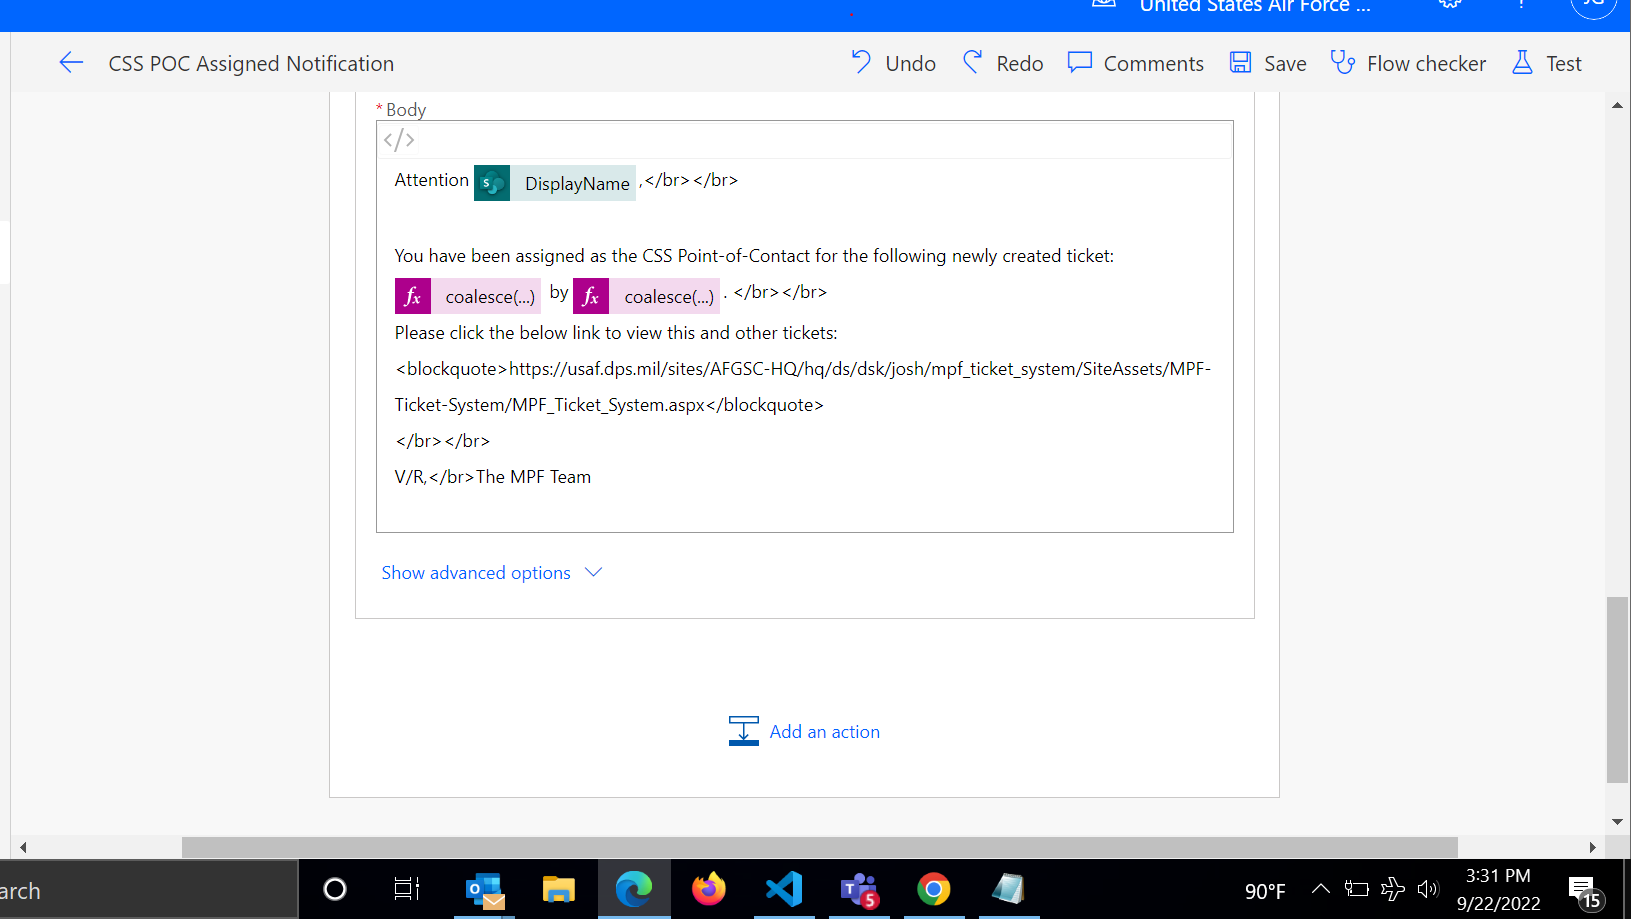 United States Air Force ...
CSS POC Assigned Notification
Undo
Redo
Comments
Save
Flow checker
Test
* Body
</>
Attention DisplayName ,</br></br>
You have been assigned as the CSS Point-of-Contact for the following newly created ticket:
fx coalesce(...) by fx coalesce(...) . </br></br>
Please click the below link to view this and other tickets:
<blockquote>https://usaf.dps.mil/sites/AFGSC-HQ/hq/ds/dsk/josh/mpf_ticket_system/SiteAssets/MPF-
Ticket-System/MPF_Ticket_System.aspx</blockquote>
</br></br>
V/R,</br>The MPF Team
Show advanced options
Add an action
arch
90°F
3:31 PM
9/22/2022
5
15